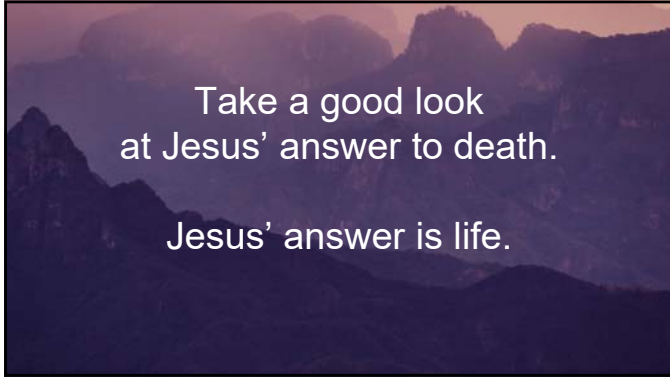 Take a good look
at Jesus’ answer to death.
Jesus’ answer is life.